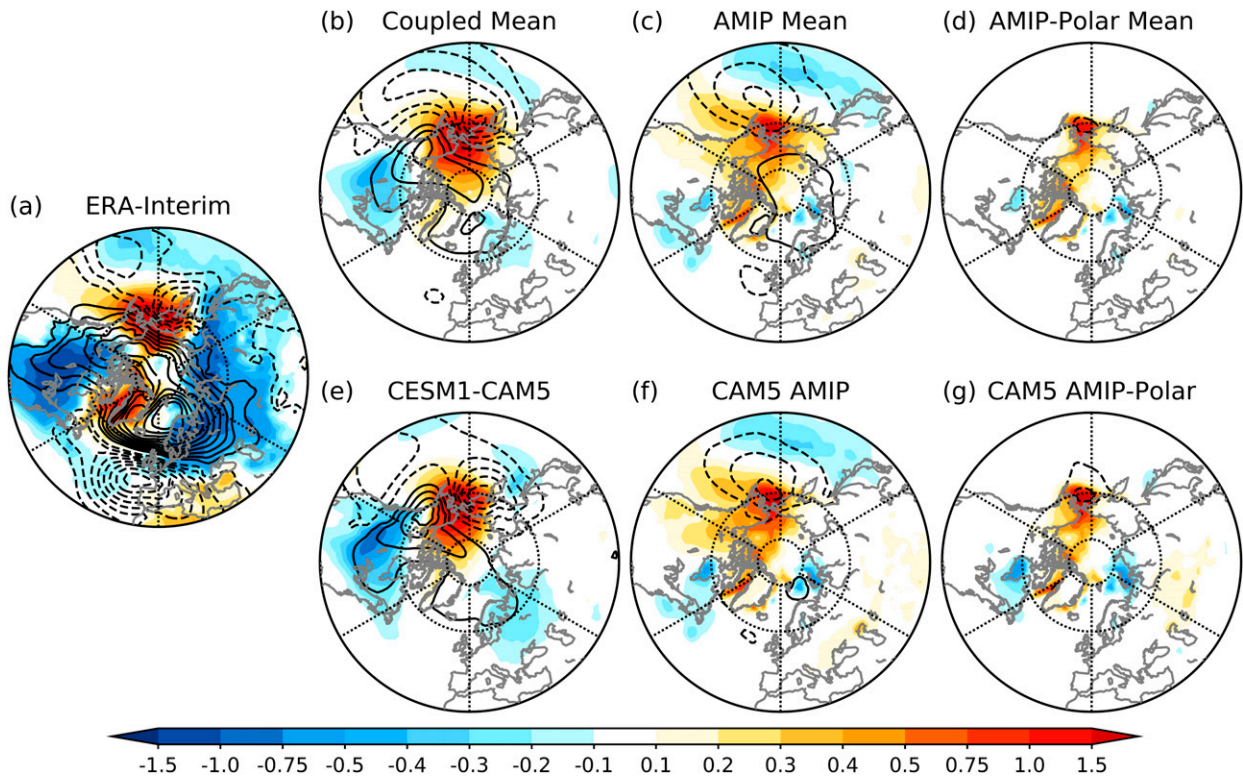 (b) Coupled Mean
(c) AMIP Mean
(d) AMIP-Polar Mean
(a) ERA-Interim
(e) CESM1-CAM5
(f) CAM5 AMIP
(g) CAM5 AMIP-Polar
-1.5 -1.0 -0.75 -0.5 -0.4 -0.3 -0.2 -0.1 0.1 0.2 0.3 0.4 0.5 0.75 1.0 1.5